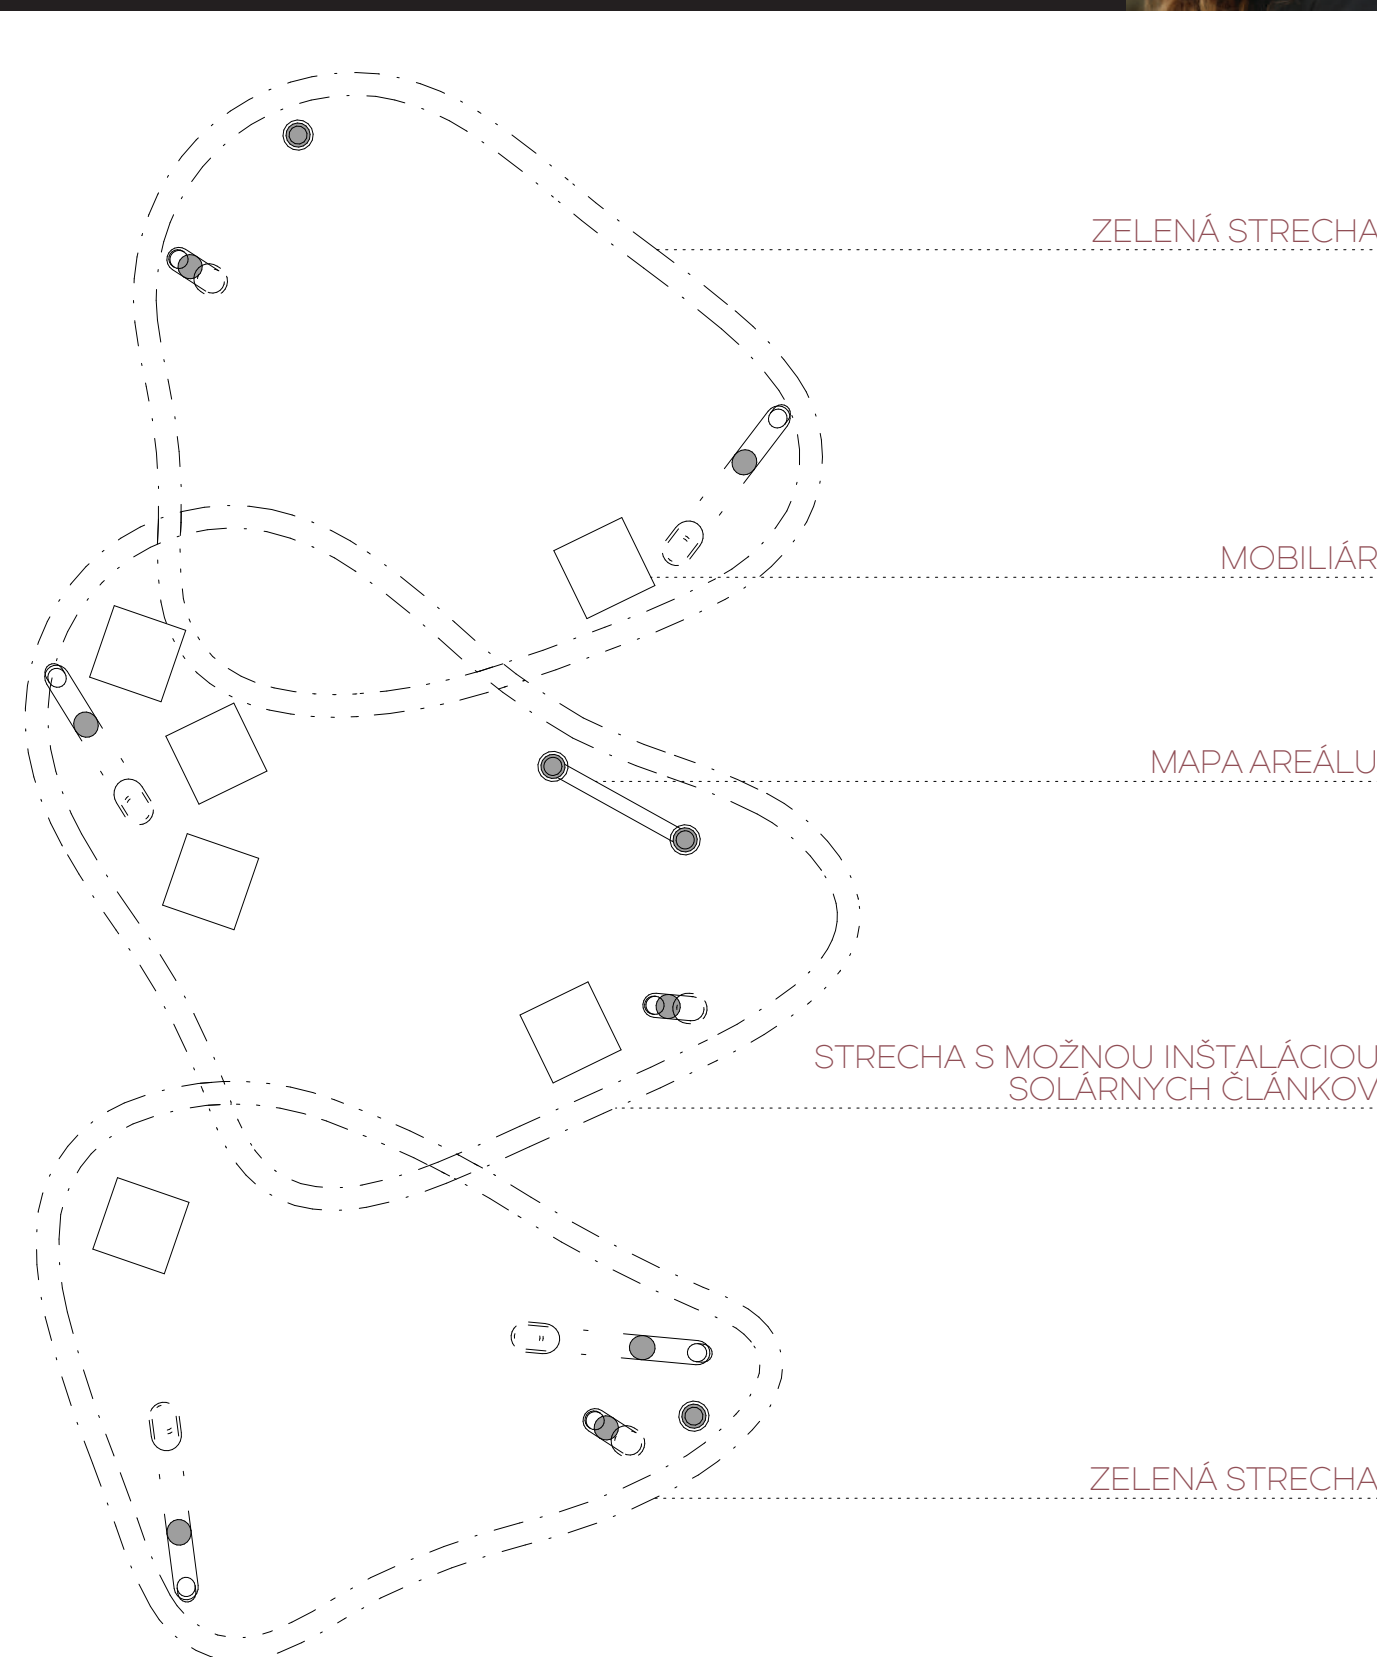 ZELENÁ STRECHA
MOBILIÁR
MAPA AREÁLU
STRECHA S MOŽNOU INŠTALÁCIOU
SOLÁRNYCH ČLÁNKOV
ZELENÁ STRECHA